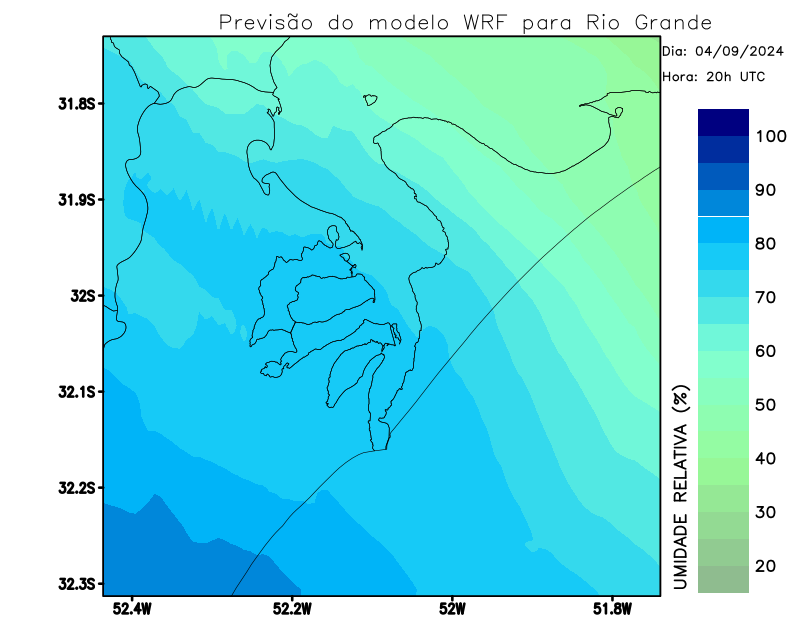 Previsão do modelo WRF para Rio Grande
Dia: 04/09/2024
Hora: 20h UTC
31.8S
31.9S
32S
32.1S
32.2S
32.3S
52.4W
52.2W
52W
51.8W
100
90
80
70
60
50
40
30
20
UMIDADE RELATIVA (%)